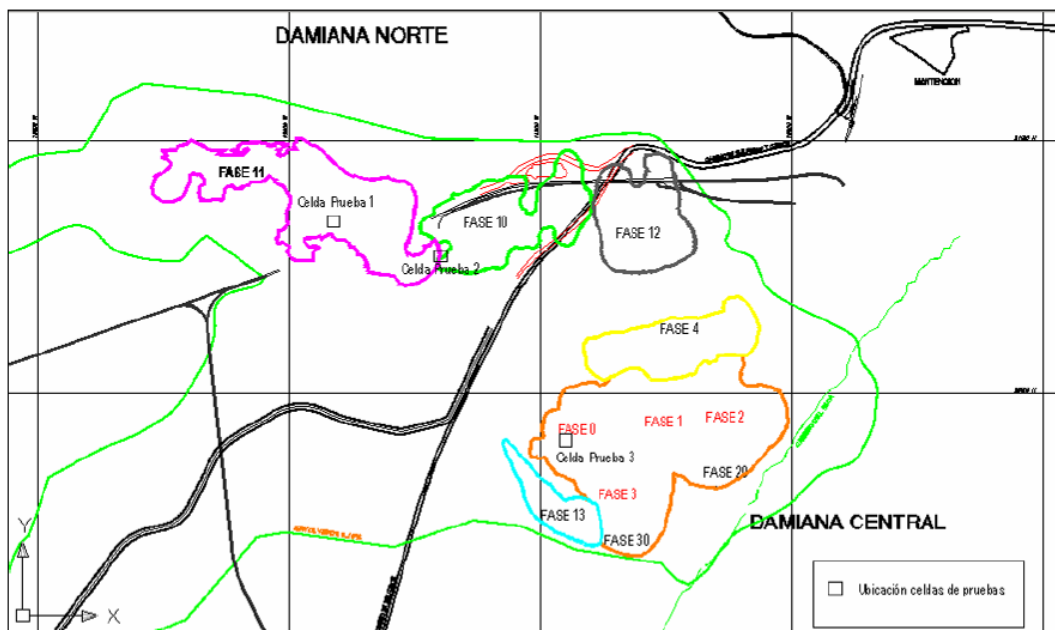 DAMIANA NORTE
MANTENCION
FASE 11
Celda Prueba 1
FASE 10
FASE 12
Celda Prueba 2
FASE 4
FASE 0
FASE 1
FASE 2
Celda Prueba 3
FASE 20
FASE 3
FASE 13
FASE 30
DAMIANA CENTRAL
Y
X
Ubicación celdas de pruebas